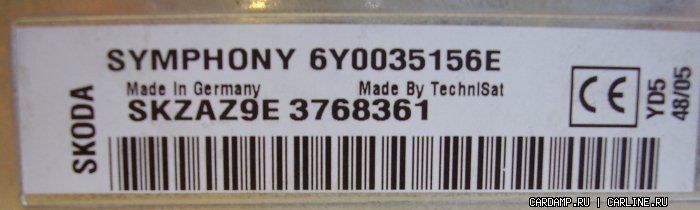 SKODA
SYMPHONY 6Y0035156E
Made In Germany Made By TechniSat
SKZAZ9E 3768361
CE
YD5
48/05
CARDAMP.RU | CARLINE.RU